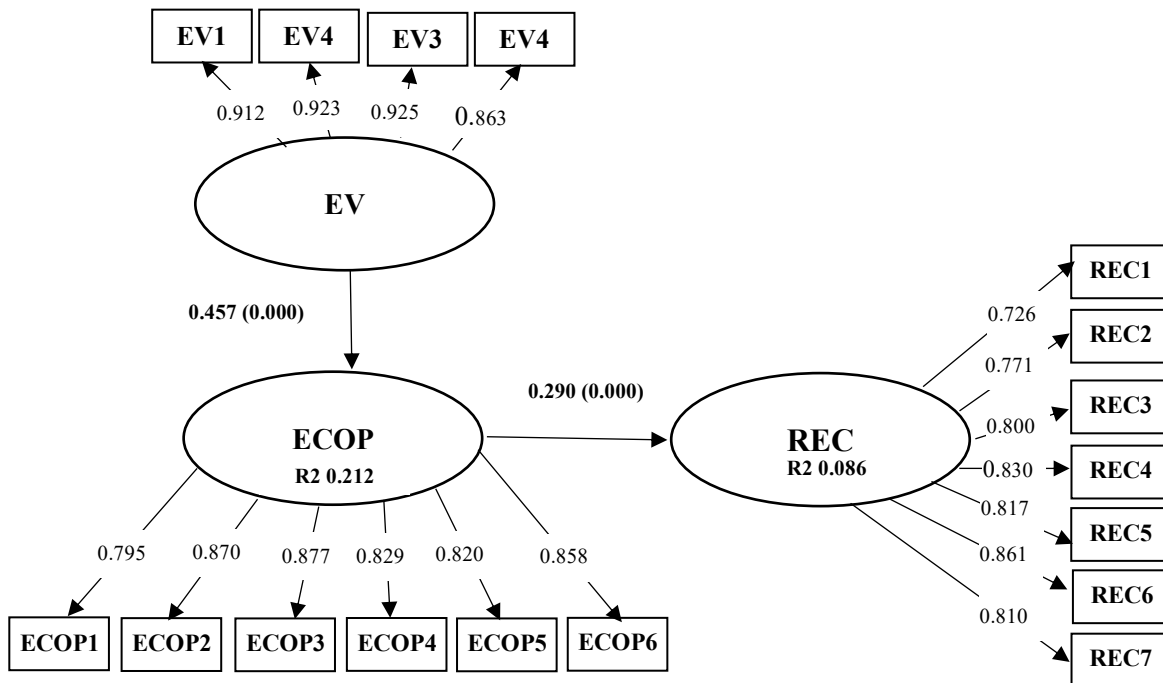 EV1 EV4 EV3 EV4
0.912 0.923 0.925 0.863
EV
0.457 (0.000)
ECOP
R2 0.212
0.290 (0.000)
REC
R2 0.086
0.795 0.870 0.877 0.829 0.820 0.858
ECOP1 ECOP2 ECOP3 ECOP4 ECOP5 ECOP6
0.726
0.771
0.800
0.830
0.817
0.861
0.810
REC1
REC2
REC3
REC4
REC5
REC6
REC7